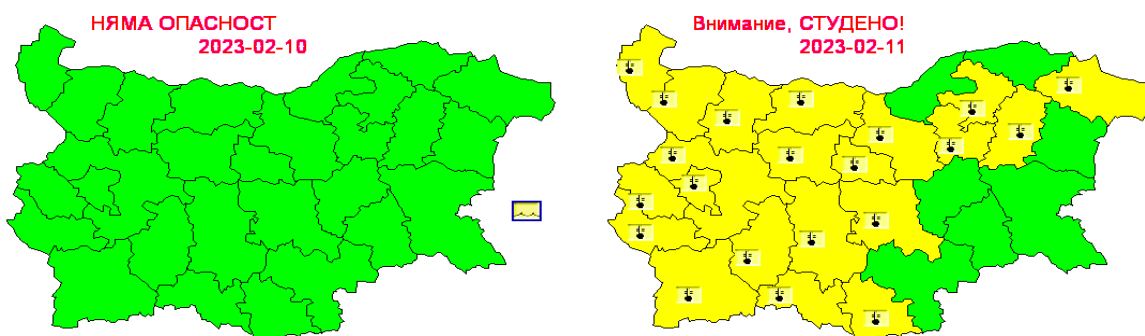 НЯМА ОПАСНОСТ
2023-02-10
Внимание, СТУДЕНО!
2023-02-11